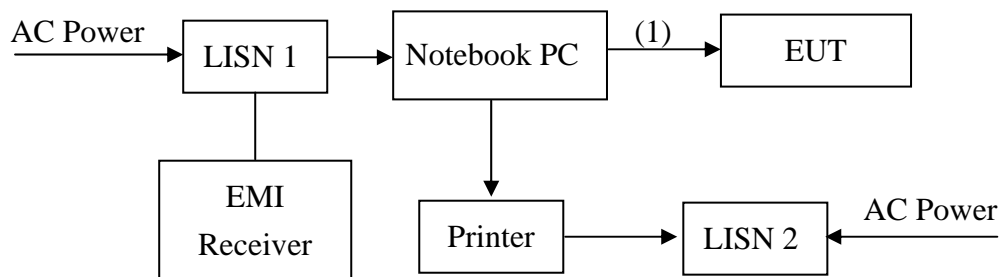 AC Power
LISN 1
Notebook PC
(1)
EUT
EMI
Receiver
Printer
LISN 2
AC Power